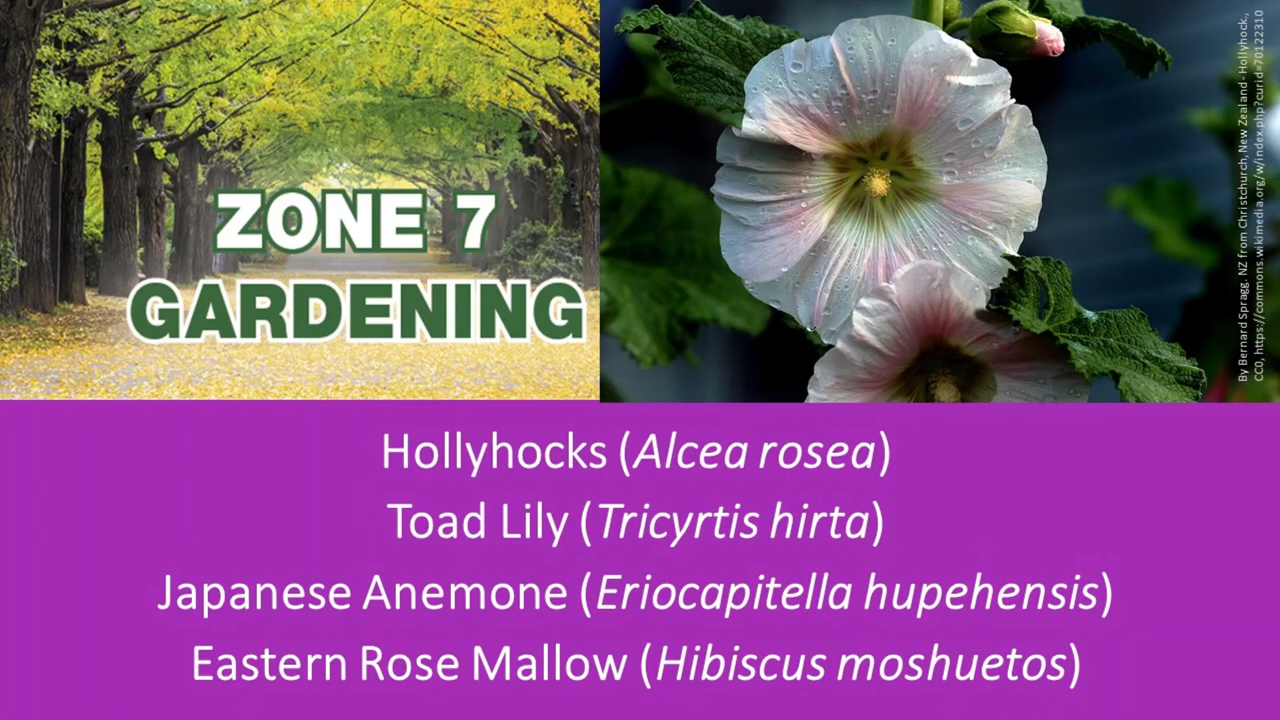 ZONE 7
GARDENING
By Bernard Spragg. NZ from Christchurch, New Zealand - Hollyhock.,
CC0, https://commons.wikimedia.org/w/index.php?curid=70122310
Hollyhocks (Alcea rosea)
Toad Lily (Tricyrtis hirta)
Japanese Anemone (Eriocapitella hupehensis)
Eastern Rose Mallow (Hibiscus moshuetos)